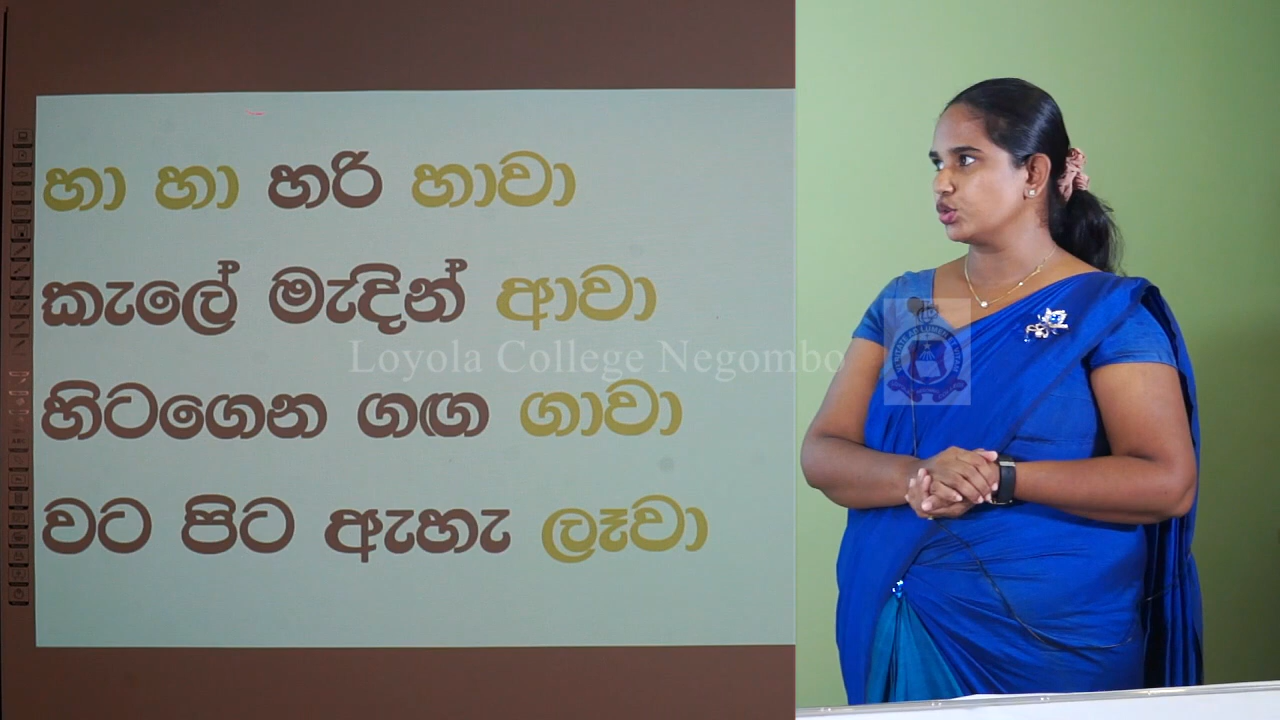 හා හා හරි හාවා
කැලේ මැදින් ආවා
හිටගෙන ගඟ ගාවා
වට පිට ඇහැ ලෑවා
Loyola College Negombo